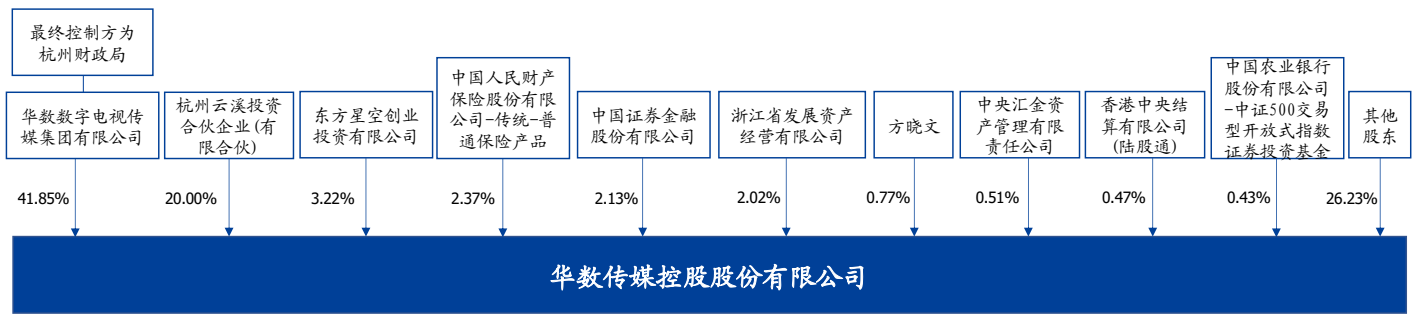 最终控制方为
杭州财政局
华数数字电视传
媒集团有限公司
杭州云溪投资
合伙企业(有
限合伙)
东方星空创业
投资有限公司
中国人民财产
保险股份有限
公司-传统-普
通保险产品
中国证券金融
股份有限公司
浙江省发展资产
经营有限公司
方晓文
中央汇金资
产管理有限
责任公司
香港中央结
算有限公司
(陆股通)
中国农业银行
股份有限公司
-中证500交易
型开放式指数
证券投资基金
其他
股东
41.85%
20.00%
3.22%
2.37%
2.13%
2.02%
0.77%
0.51%
0.47%
0.43%
26.23%
华数传媒控股股份有限公司